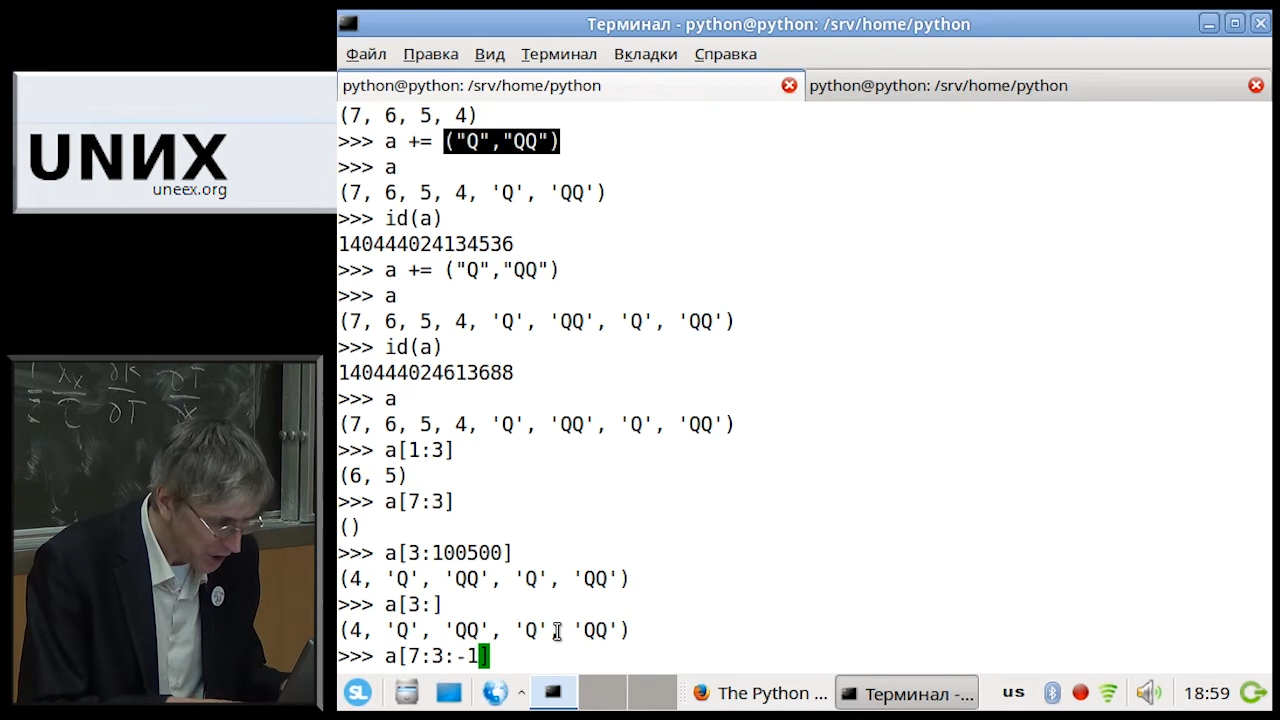 Терминал - python@python: /srv/home/python
Файл Правка Вид Терминал Вкладки Справка
python@python: /srv/home/python
python@python: /srv/home/python
UNИX
uneex.org
(7, 6, 5, 4)
>>> a += ("Q","QQ")
>>> a
(7, 6, 5, 4, 'Q', 'QQ')
>>> id(a)
140444024134536
>>> a += ("Q","QQ")
>>> a
(7, 6, 5, 4, 'Q', 'QQ', 'Q', 'QQ')
>>> id(a)
140444024613688
>>> a
(7, 6, 5, 4, 'Q', 'QQ', 'Q', 'QQ')
>>> a[1:3]
(6, 5)
>>> a[7:3]
()
>>> a[3:100500]
(4, 'Q', 'QQ', 'Q', 'QQ')
>>> a[3:]
(4, 'Q', 'QQ', 'Q', 'QQ')
>>> a[7:3:-1]
SL
The Python ...
Терминал -...
us
18:59